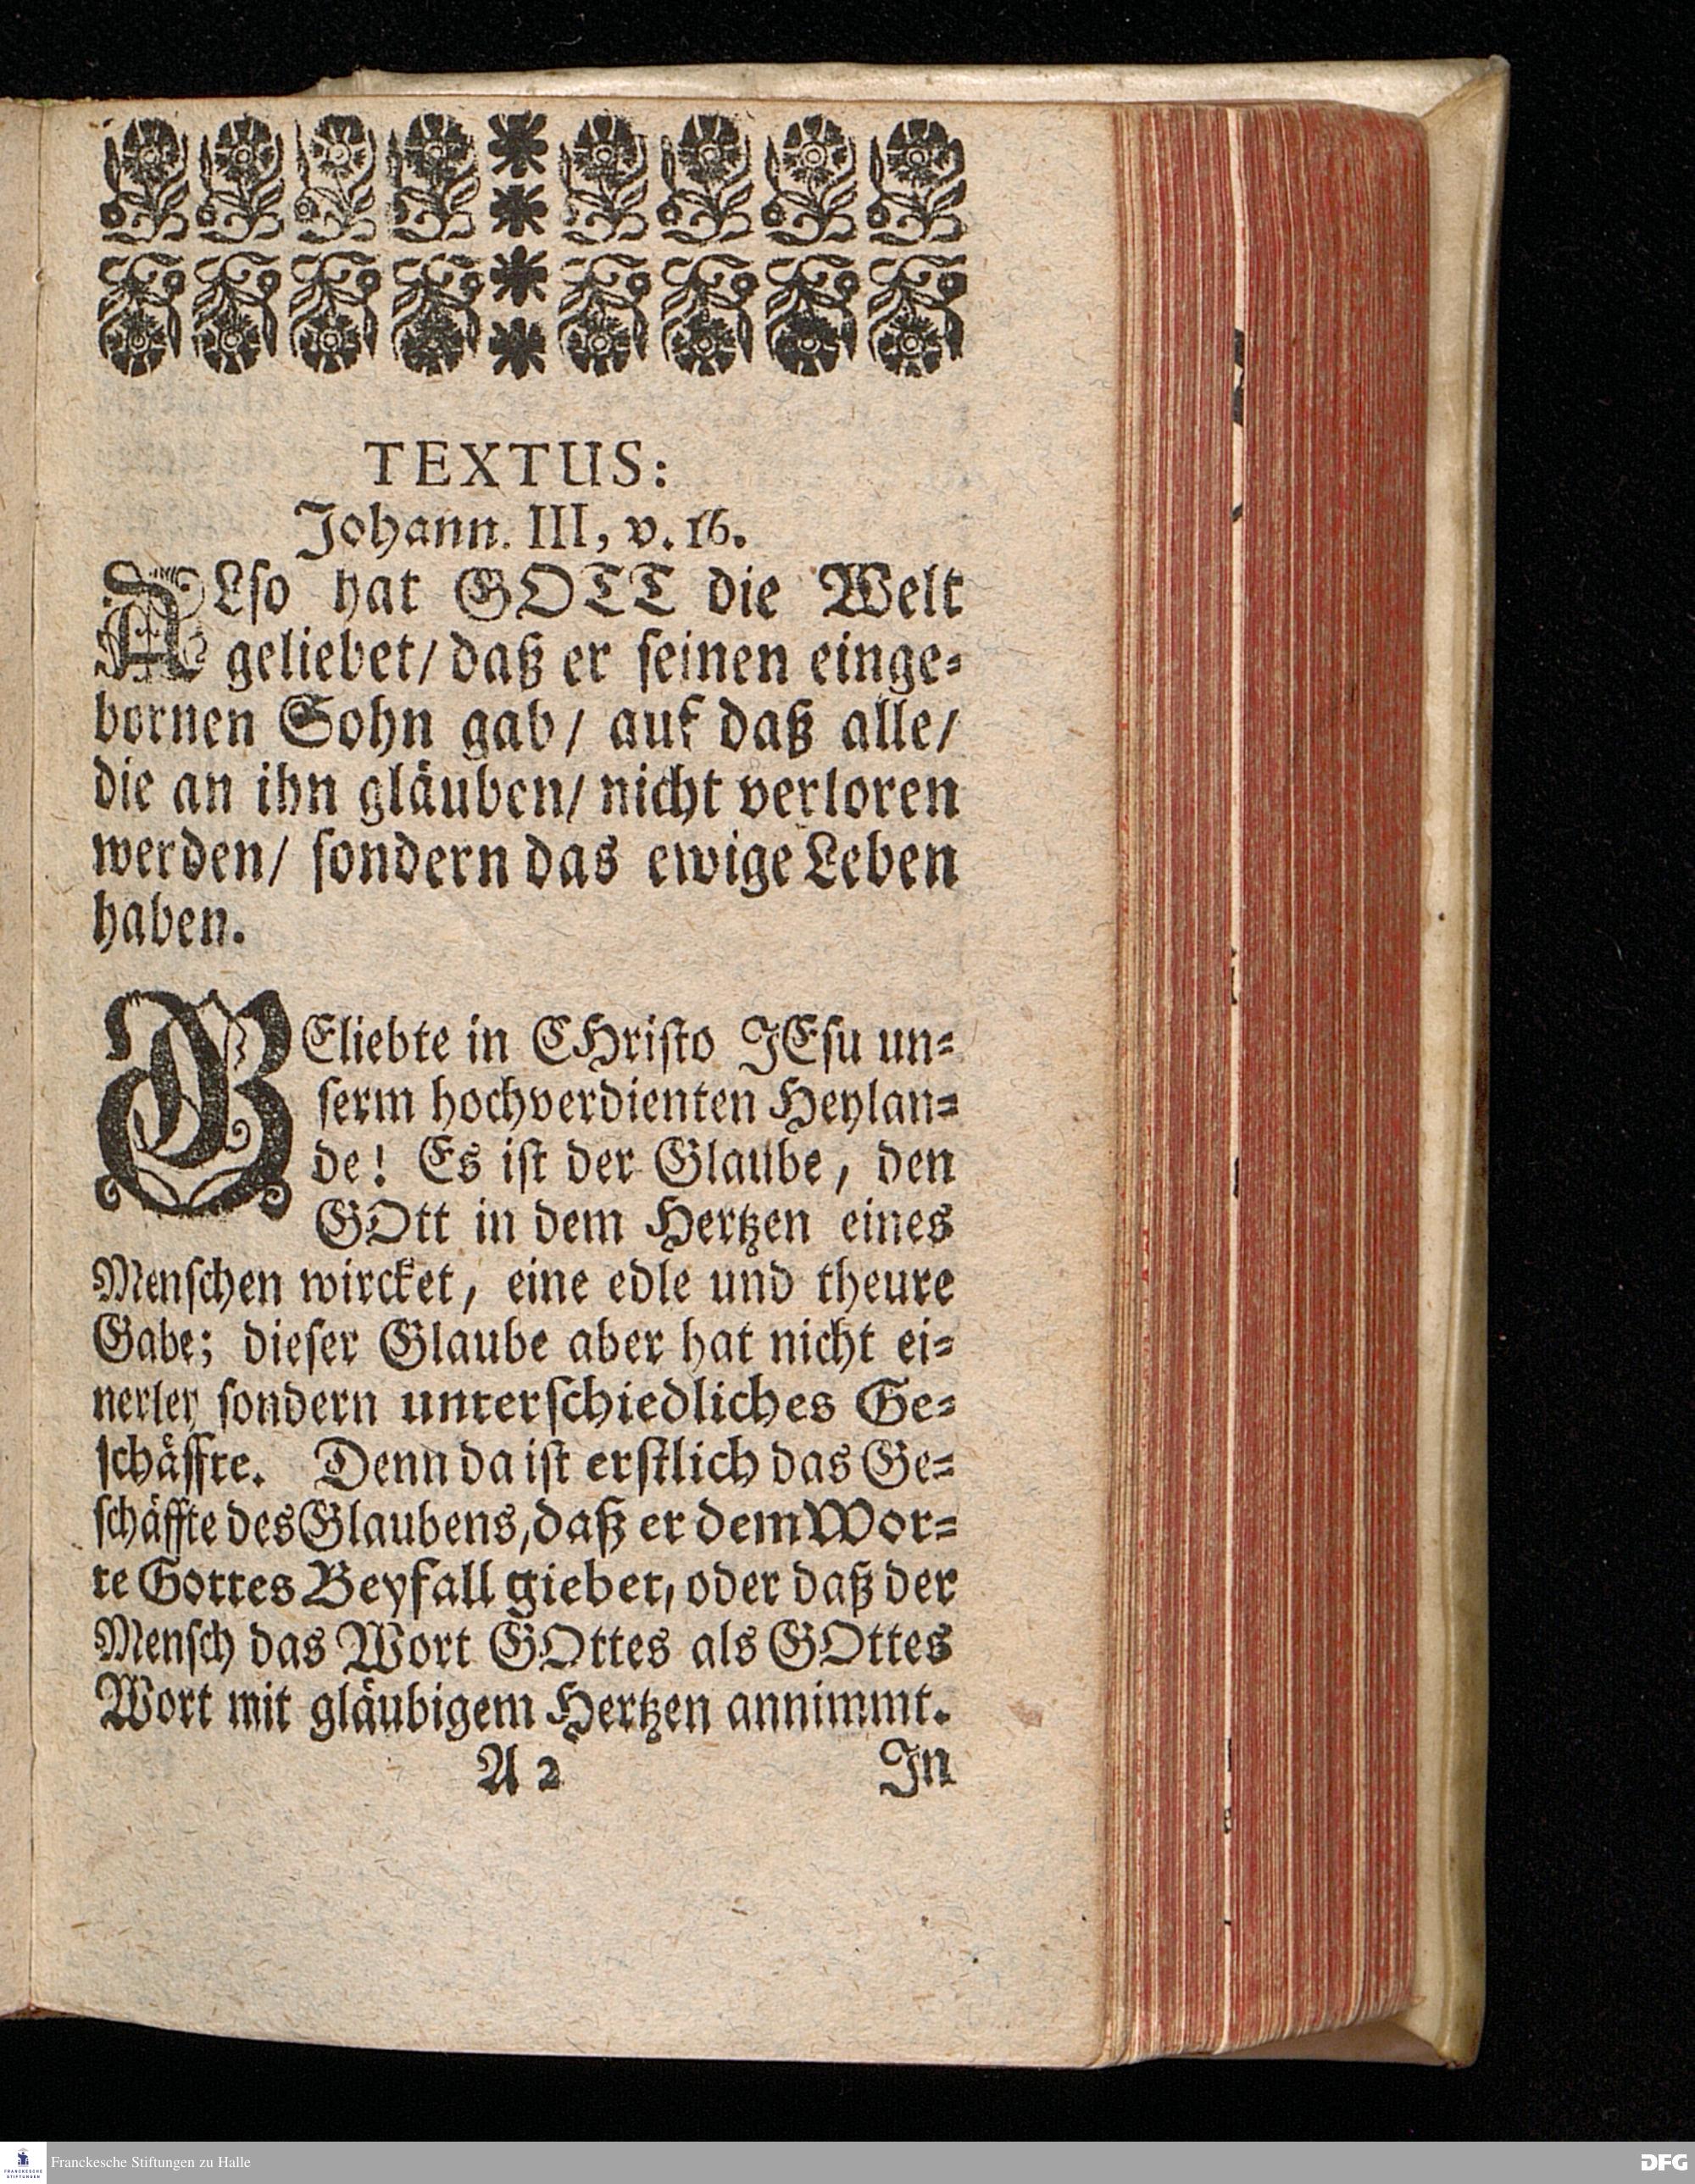 TEXTUS:
Johann. III, v. 16.
ALso hat GOTT die Welt
geliebet/ daß er ſeinen einge⸗
bornen Sohn gab/ auf daß alle/
die an ihn gläuben/ nicht verloren
werden/ ſondern das ewige Leben
haben.
GEliebte in CHriſto JEſu un⸗
ſerm hochverdienten Heylan⸗
de! Es iſt der Glaube, den
GOtt in dem Hertzen eines
Menſchen wircket, eine edle und theure
Gabe; dieſer Glaube aber hat nicht ei⸗
nerley ſondern unterſchiedliches Ge⸗
ſchäffte. Denn da iſt erſtlich das Ge⸗
ſchäffte des Glaubens, daß er dem Wor⸗
te Gottes Beyfall giebet, oder daß der
Menſch das Wort GOttes als GOttes
Wort mit gläubigem Hertzen annimmt.
A 2 In
Franckesche Stiftungen zu Halle
FRANCKESCHE STIFTUNGEN
DFG